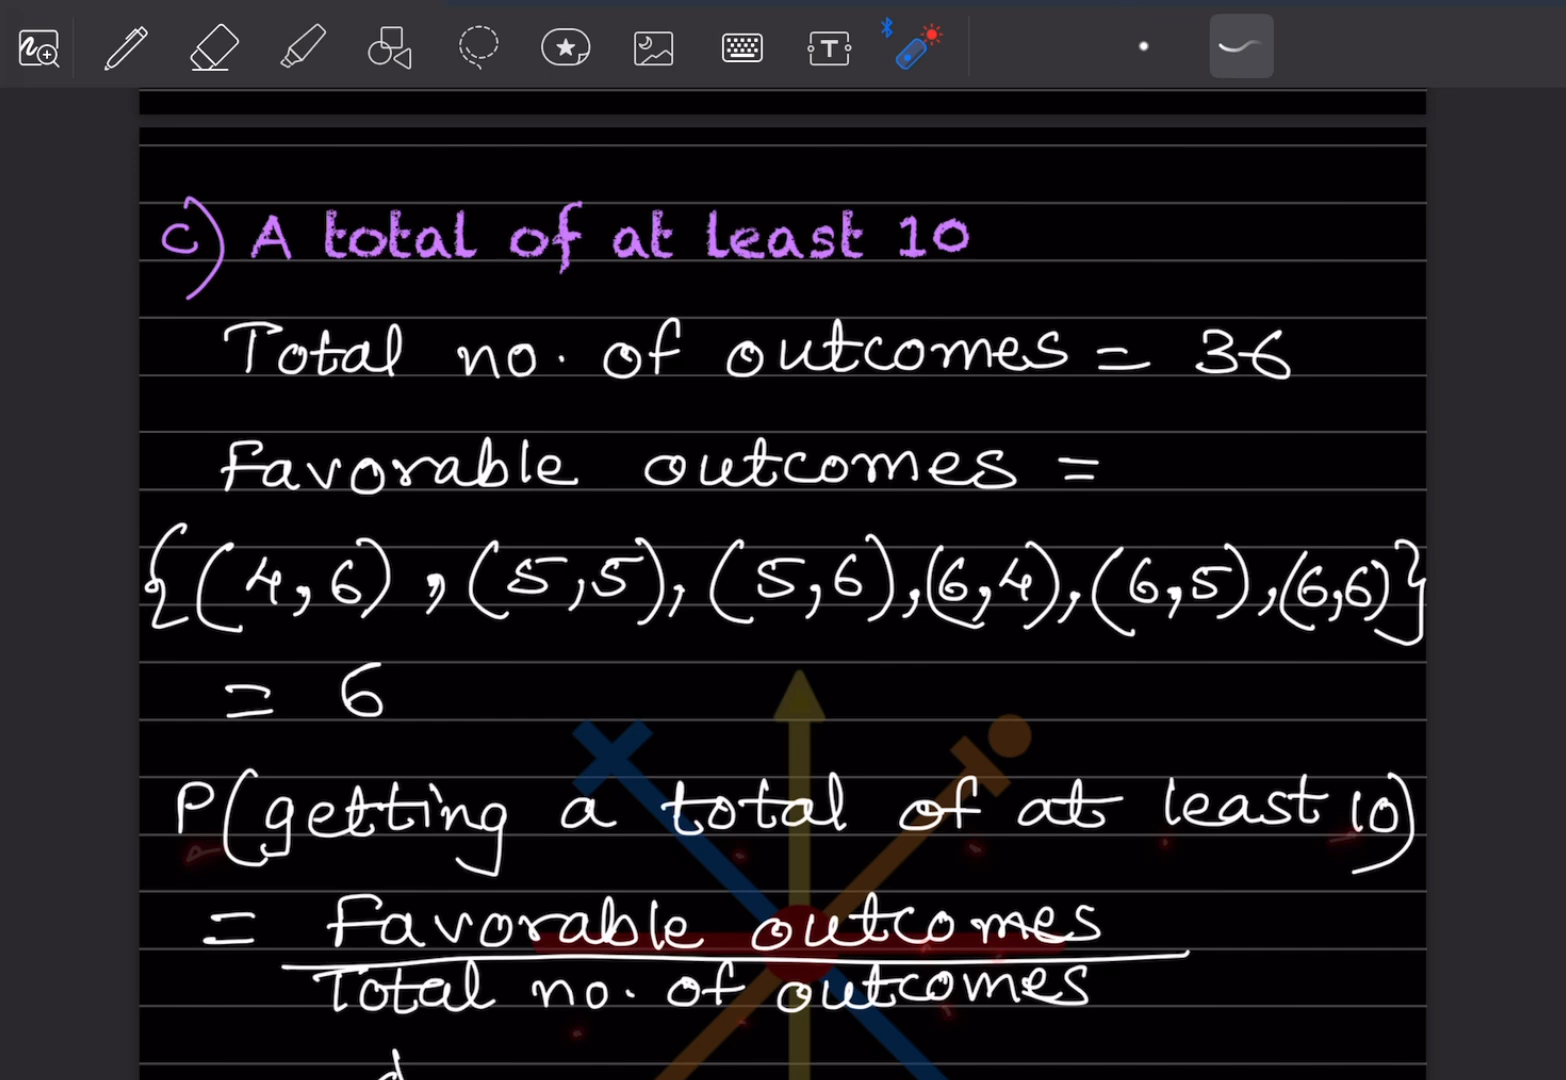 c) A total of at least 10
Total no. of outcomes = 36
Favorable outcomes =
{(4,6), (5,5), (5,6), (6,4), (6,5), (6,6)}
= 6
P(getting a total of at least 10)
= Favorable outcomes
Total no. of outcomes